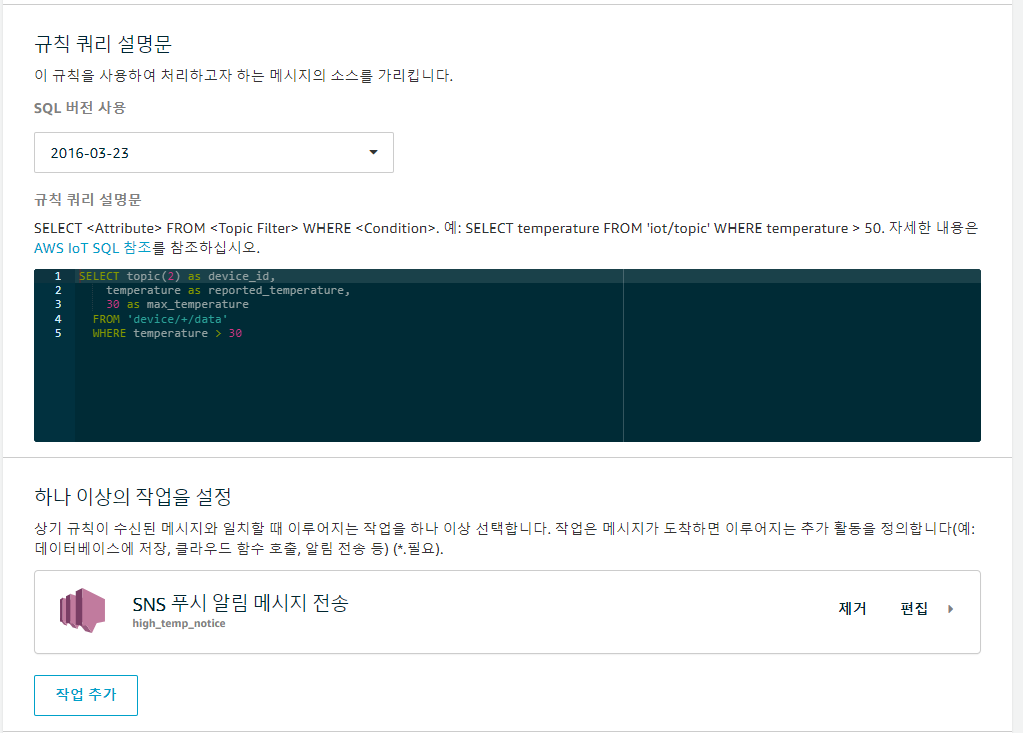 규칙 쿼리 설명문
이 규칙을 사용하여 처리하고자 하는 메시지의 소스를 가리킵니다.
SQL 버전 사용
2016-03-23
규칙 쿼리 설명문
SELECT <Attribute> FROM <Topic Filter> WHERE <Condition>. 예: SELECT temperature FROM 'iot/topic' WHERE temperature > 50. 자세한 내용은
AWS IoT SQL 참조를 참조하십시오.
1 SELECT topic(2) as device_id,
2 temperature as reported_temperature,
3 30 as max_temperature
4 FROM 'device/+/data'
5 WHERE temperature > 30
하나 이상의 작업을 설정
상기 규칙이 수신된 메시지와 일치할 때 이루어지는 작업을 하나 이상 선택합니다. 작업은 메시지가 도착하면 이루어지는 추가 활동을 정의합니다(예:
데이터베이스에 저장, 클라우드 함수 호출, 알림 전송 등) (*.필요).
SNS 푸시 알림 메시지 전송
high_temp_notice
제거 편집
작업 추가